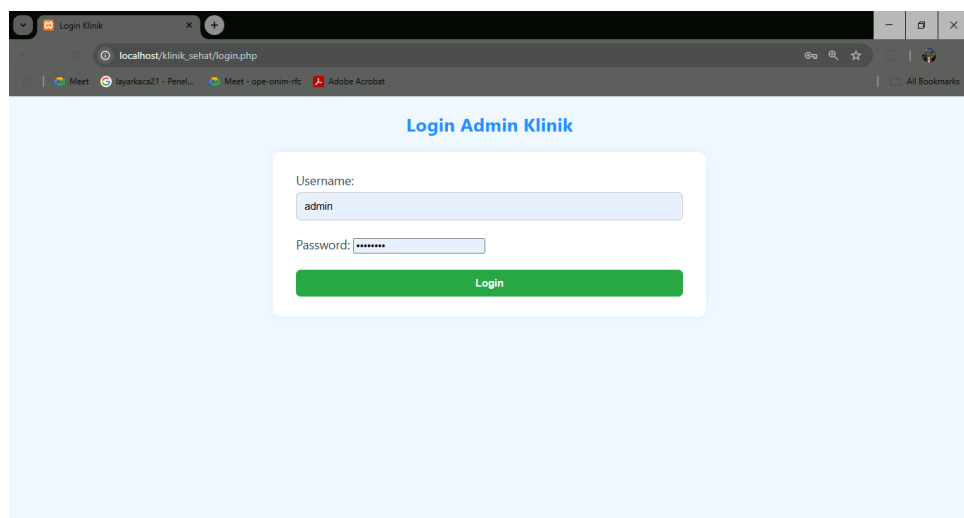 Login Klinik
localhost/klinik_sehat/login.php
Meet
layarkaca21 - Penel...
Meet - ope-onim-rfc
Adobe Acrobat
All Bookmarks
Login Admin Klinik
Username:
admin
Password: ••••••••
Login